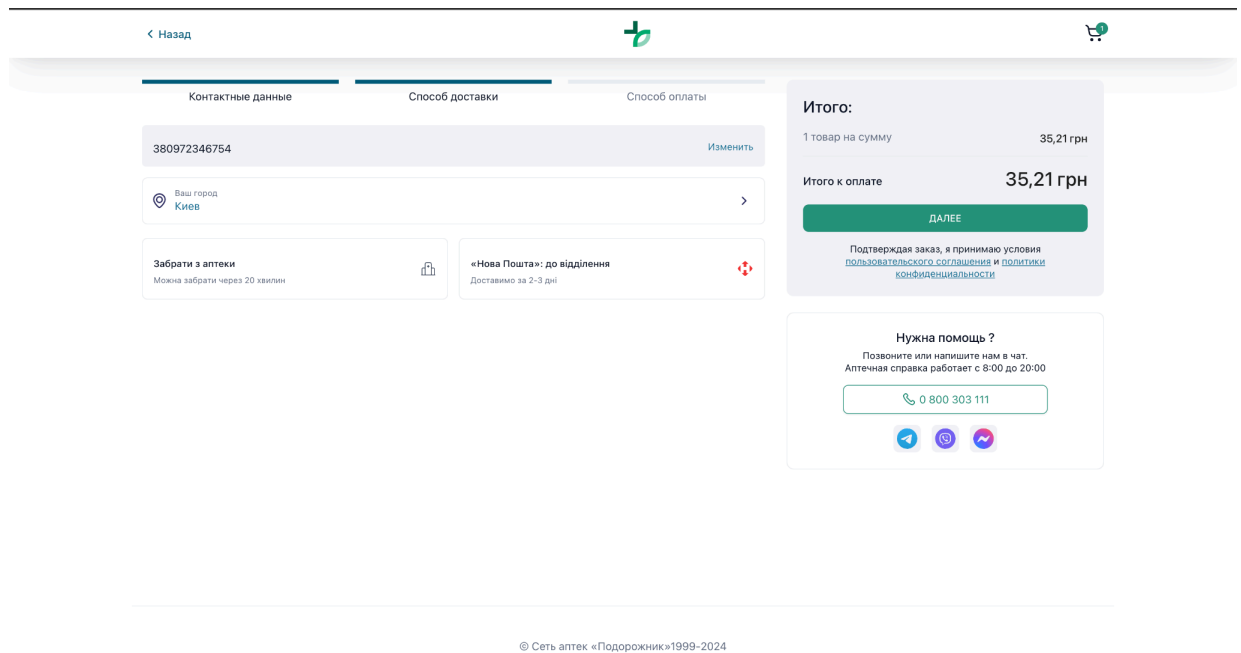 Назад
1
Контактные данные
Способ доставки
Способ оплаты
380972346754
Изменить
Ваш город
Киев
Забрати з аптеки
Можна забрати через 20 хвилин
«Нова Пошта»: до відділення
Доставимо за 2-3 дні
Итого:
1 товар на сумму
35,21 грн
Итого к оплате
35,21 грн
ДАЛЕЕ
Подтверждая заказ, я принимаю условия
пользовательского соглашения и политики
конфиденциальности
Нужна помощь ?
Позвоните или напишите нам в чат.
Аптечная справка работает с 8:00 до 20:00
0 800 303 111
© Сеть аптек «Подорожник»1999-2024